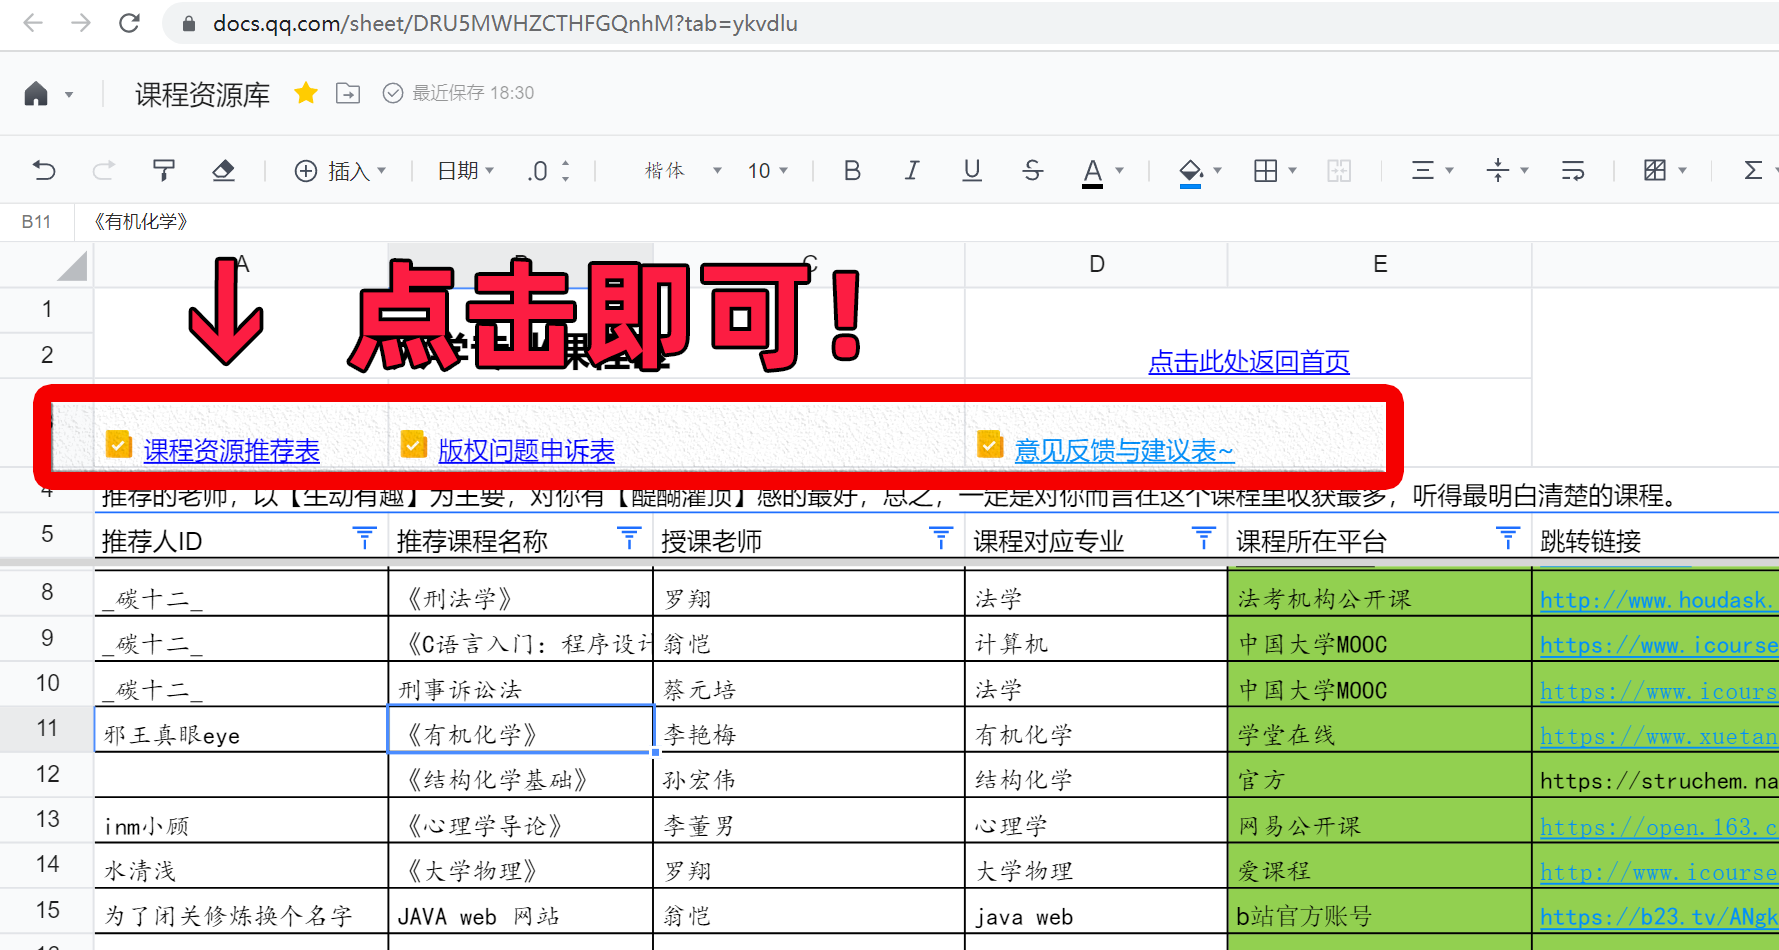 docs.qq.com/sheet/DRU5MWHZCTHFGQnhM?tab=ykvdlu
课程资源库 最近保存 18:30
插入 日期 .0 楷体 10 B I U S A Σ
B11 《有机化学》
A C D E
点击即可！
1
2 点击此处返回首页
课程资源推荐表 版权问题申诉表 意见反馈与建议表~
4 推荐的老师，以【生动有趣】为主要，对你有【醍醐灌顶】感的最好，总之，一定是对你而言在这个课程里收获最多，听得最明白清楚的课程。
5 推荐人ID 推荐课程名称 授课老师 课程对应专业 课程所在平台 跳转链接
8 _碳十二_ 《刑法学》 罗翔 法学 法考机构公开课 http://www.houdask.
9 _碳十二_ 《C语言入门：程序设计 翁恺 计算机 中国大学MOOC https://www.icourse
10 _碳十二_ 刑事诉讼法 蔡元培 法学 中国大学MOOC https://www.icours
11 邪王真眼eye 《有机化学》 李艳梅 有机化学 学堂在线 https://www.xuetan
12 《结构化学基础》 孙宏伟 结构化学 官方 https://struchem.na
13 inm小顾 《心理学导论》 李董男 心理学 网易公开课 https://open.163.c
14 水清浅 《大学物理》 罗翔 大学物理 爱课程 http://www.icourse
15 为了闭关修炼换个名字 JAVA web 网站 翁恺 java web b站官方账号 https://b23.tv/ANgk